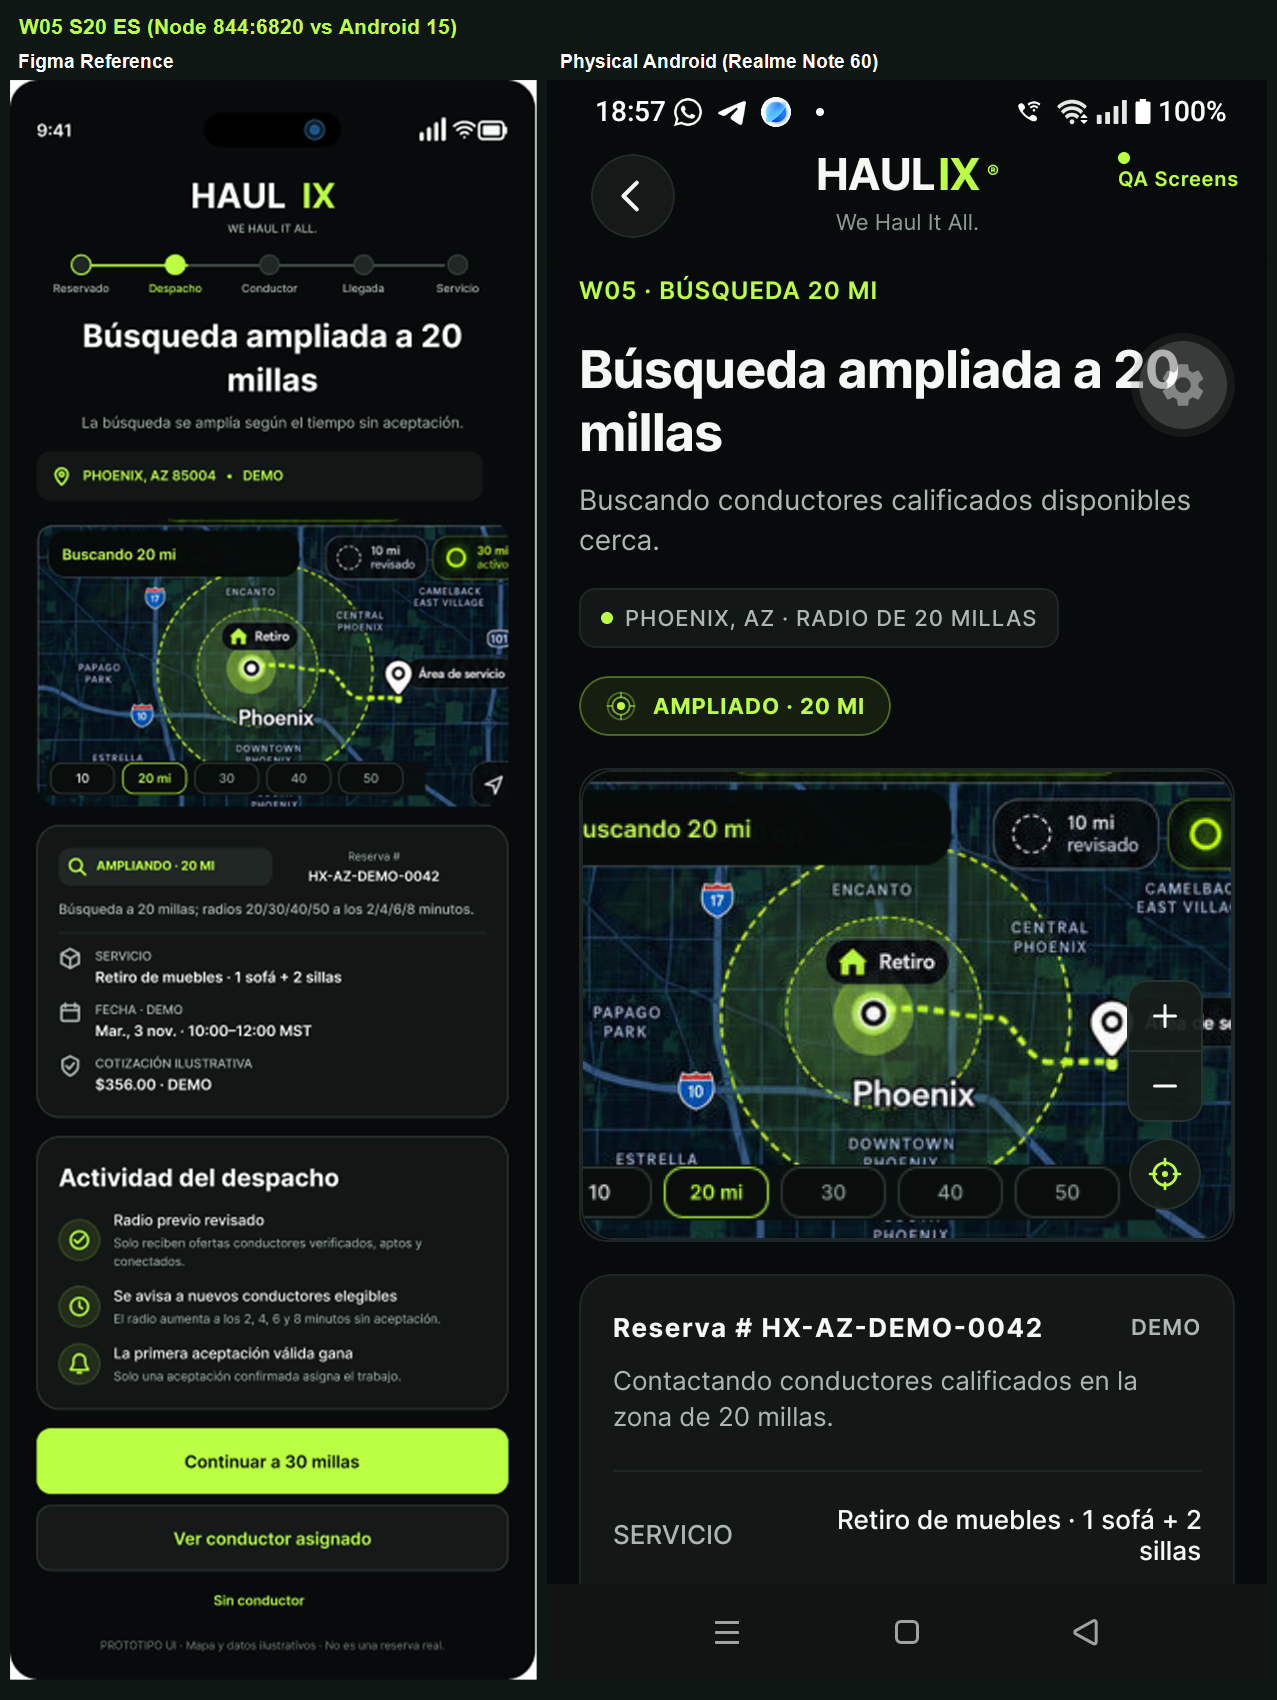 W05 S20 ES (Node 844:6820 vs Android 15)
Figma Reference
9:41
HAUL IX
WE HAUL IT ALL.
Reservado
Despacho
Conductor
Llegada
Servicio
Búsqueda ampliada a 20
millas
La búsqueda se amplía según el tiempo sin aceptación.
PHOENIX, AZ 85004 • DEMO
Buscando 20 mi
10 mi
revisado
30 mi
activo
17
ENCANTO
CAMELBACK
EAST VILLAGE
CENTRAL
PHOENIX
101
Retiro
PAPAGO
PARK
Área de servicio
10
Phoenix
DOWNTOWN
PHOENIX
ESTRELLA
10
20 mi
30
40
50
PHOENIX
AMPLIANDO · 20 MI
Reserva #
HX-AZ-DEMO-0042
Búsqueda a 20 millas; radios 20/30/40/50 a los 2/4/6/8 minutos.
SERVICIO
Retiro de muebles · 1 sofá + 2 sillas
FECHA · DEMO
Mar., 3 nov. · 10:00–12:00 MST
COTIZACIÓN ILUSTRATIVA
$356.00 · DEMO
Actividad del despacho
Radio previo revisado
Solo reciben ofertas conductores verificados, aptos y
conectados.
Se avisa a nuevos conductores elegibles
El radio aumenta a los 2, 4, 6 y 8 minutos sin aceptación.
La primera aceptación válida gana
Solo una aceptación confirmada asigna el trabajo.
Continuar a 30 millas
Ver conductor asignado
Sin conductor
PROTOTIPO UI · Mapa y datos ilustrativos · No es una reserva real.
Physical Android (Realme Note 60)
18:57
100%
HAULIX ®
We Haul It All.
QA Screens
W05 · BÚSQUEDA 20 MI
Búsqueda ampliada a 20
millas
Buscando conductores calificados disponibles
cerca.
PHOENIX, AZ · RADIO DE 20 MILLAS
AMPLIADO · 20 MI
uscando 20 mi
10 mi
revisado
17
ENCANTO
CAMELBAC
EAST VILLA
CENTRAL
PHOENIX
Retiro
PAPAGO
PARK
de se
10
Phoenix
DOWNTOWN
PHOENIX
ESTRELLA
10
20 mi
30
40
50
PHOENIX
Reserva # HX-AZ-DEMO-0042
DEMO
Contactando conductores calificados en la
zona de 20 millas.
SERVICIO
Retiro de muebles · 1 sofá + 2
sillas